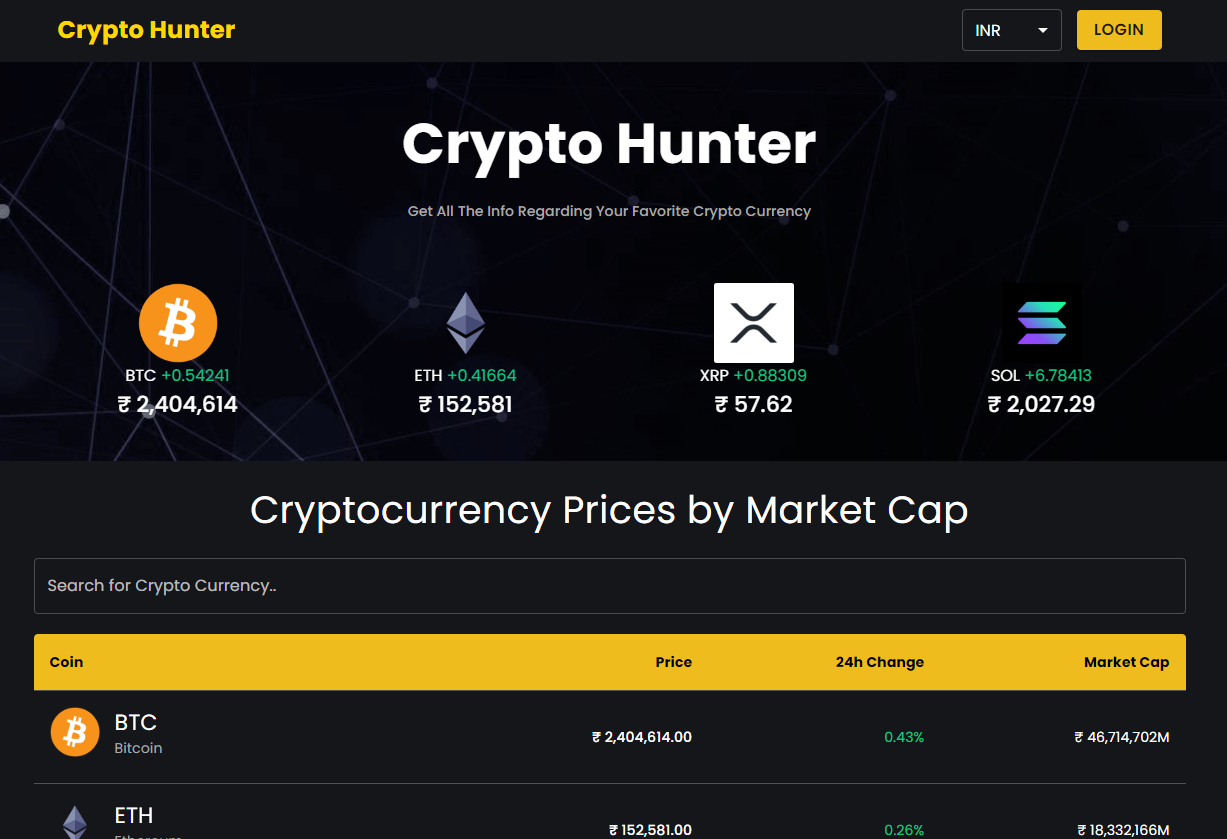 Crypto Hunter
INR
LOGIN
Crypto Hunter
Get All The Info Regarding Your Favorite Crypto Currency
BTC +0.54241
₹ 2,404,614
ETH +0.41664
₹ 152,581
XRP +0.88309
₹ 57.62
SOL +6.78413
₹ 2,027.29
Cryptocurrency Prices by Market Cap
Search for Crypto Currency..
Coin Price 24h Change Market Cap
BTC
Bitcoin
₹ 2,404,614.00 0.43% ₹ 46,714,702M
ETH
Ethereum
₹ 152,581.00 0.26% ₹ 18,332,166M